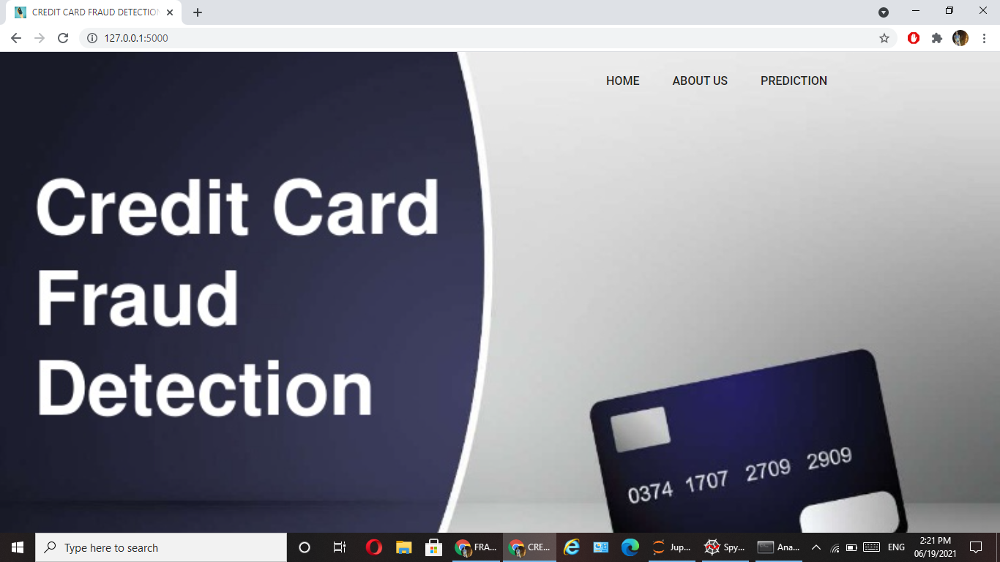 CREDIT CARD FRAUD DETECTION
127.0.0.1:5000
HOME ABOUT US PREDICTION
Credit Card
Fraud
Detection
0374 1707 2709 2909
Type here to search
FRA...
CRE...
Jup...
Spy...
Ana...
ENG
2:21 PM
06/19/2021